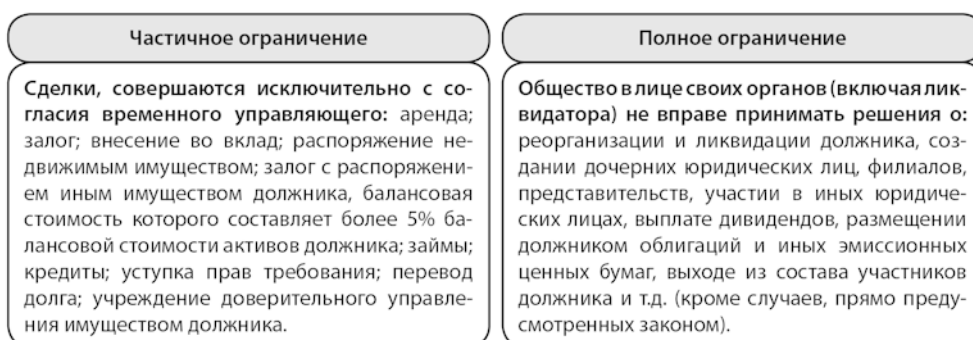 Частичное ограничение
Сделки, совершаются исключительно с со-
гласия временного управляющего: аренда;
залог; внесение во вклад; распоряжение не-
движимым имуществом; залог с распоряжени-
ем иным имуществом должника, балансовая
стоимость которого составляет более 5% ба-
лансовой стоимости активов должника; займы;
кредиты; уступка прав требования; перевод
долга; учреждение доверительного управле-
ния имуществом должника.
Полное ограничение
Общество в лице своих органов (включая лик-
видатора) не вправе принимать решения о:
реорганизации и ликвидации должника, соз-
дании дочерних юридических лиц, филиалов,
представительств, участии в иных юридиче-
ских лицах, выплате дивидендов, размещении
должником облигаций и иных эмиссионных
ценных бумаг, выходе из состава участников
должника и т.д. (кроме случаев, прямо преду-
смотренных законом).